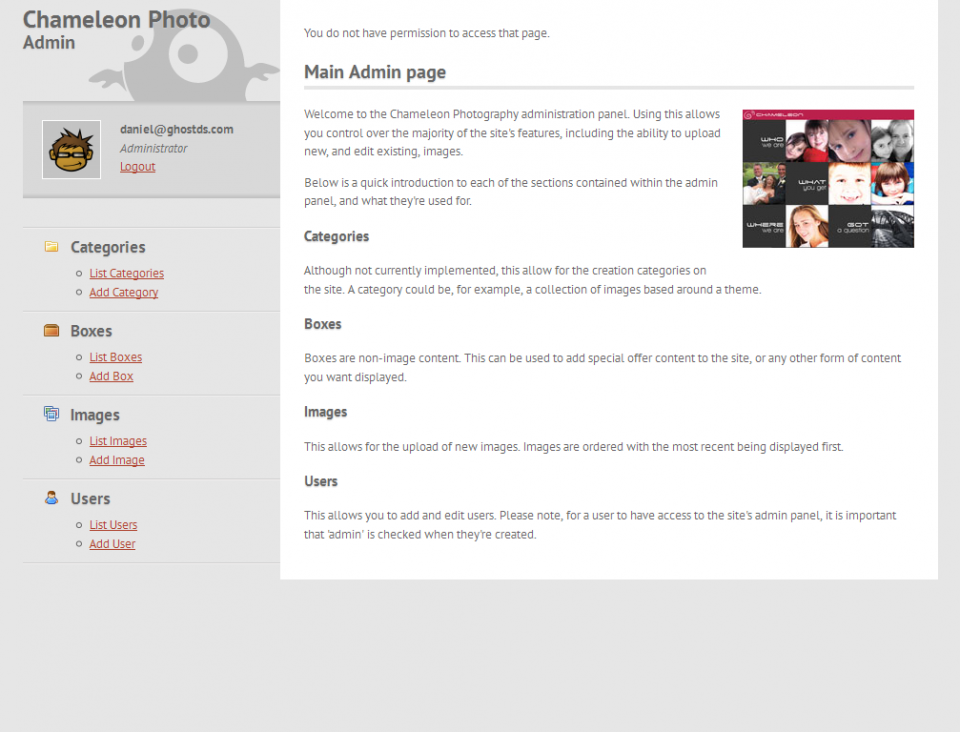 Chameleon Photo
Admin
daniel@ghostds.com
Administrator
Logout
Categories
List Categories
Add Category
Boxes
List Boxes
Add Box
Images
List Images
Add Image
Users
List Users
Add User
You do not have permission to access that page.
Main Admin page
Welcome to the Chameleon Photography administration panel. Using this allows
you control over the majority of the site's features, including the ability to upload
new, and edit existing, images.
Below is a quick introduction to each of the sections contained within the admin
panel, and what they're used for.
CHAMELEON
WHO
we are
WHAT
you get
WHERE
we are
GOT
a question
Categories
Although not currently implemented, this allow for the creation categories on
the site. A category could be, for example, a collection of images based around a theme.
Boxes
Boxes are non-image content. This can be used to add special offer content to the site, or any other form of content
you want displayed.
Images
This allows for the upload of new images. Images are ordered with the most recent being displayed first.
Users
This allows you to add and edit users. Please note, for a user to have access to the site's admin panel, it is important
that 'admin' is checked when they're created.